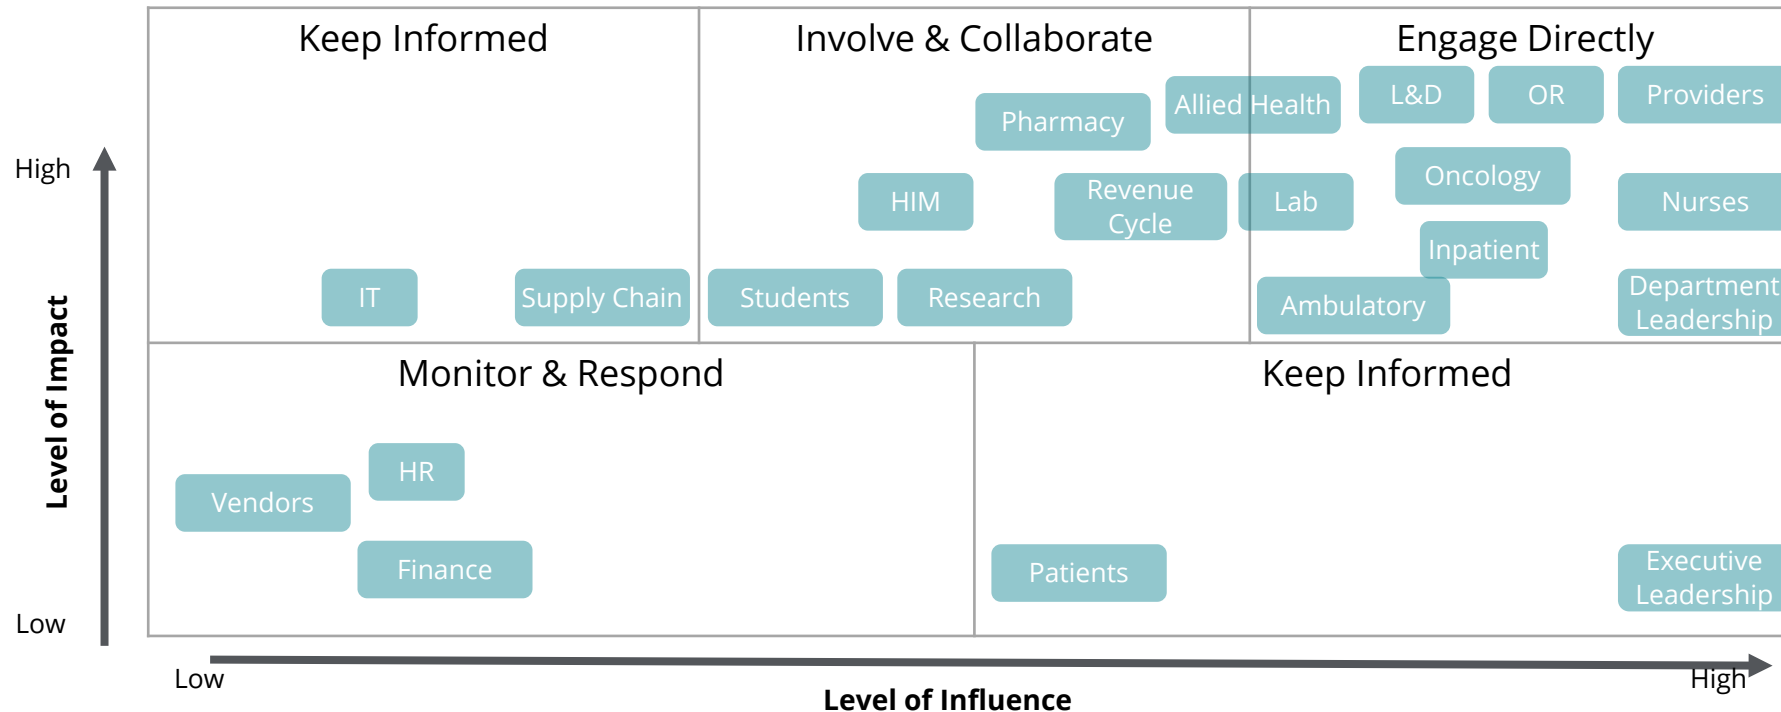 Keep Informed
Involve & Collaborate
Engage Directly
Pharmacy
Allied Health
L&D
OR
Providers
High
HIM
Revenue
Cycle
Lab
Oncology
Nurses
Inpatient
IT
Supply Chain
Students
Research
Ambulatory
Department
Leadership
Level of Impact
Monitor & Respond
Keep Informed
HR
Vendors
Finance
Patients
Executive
Leadership
Low
Low
High
Level of Influence